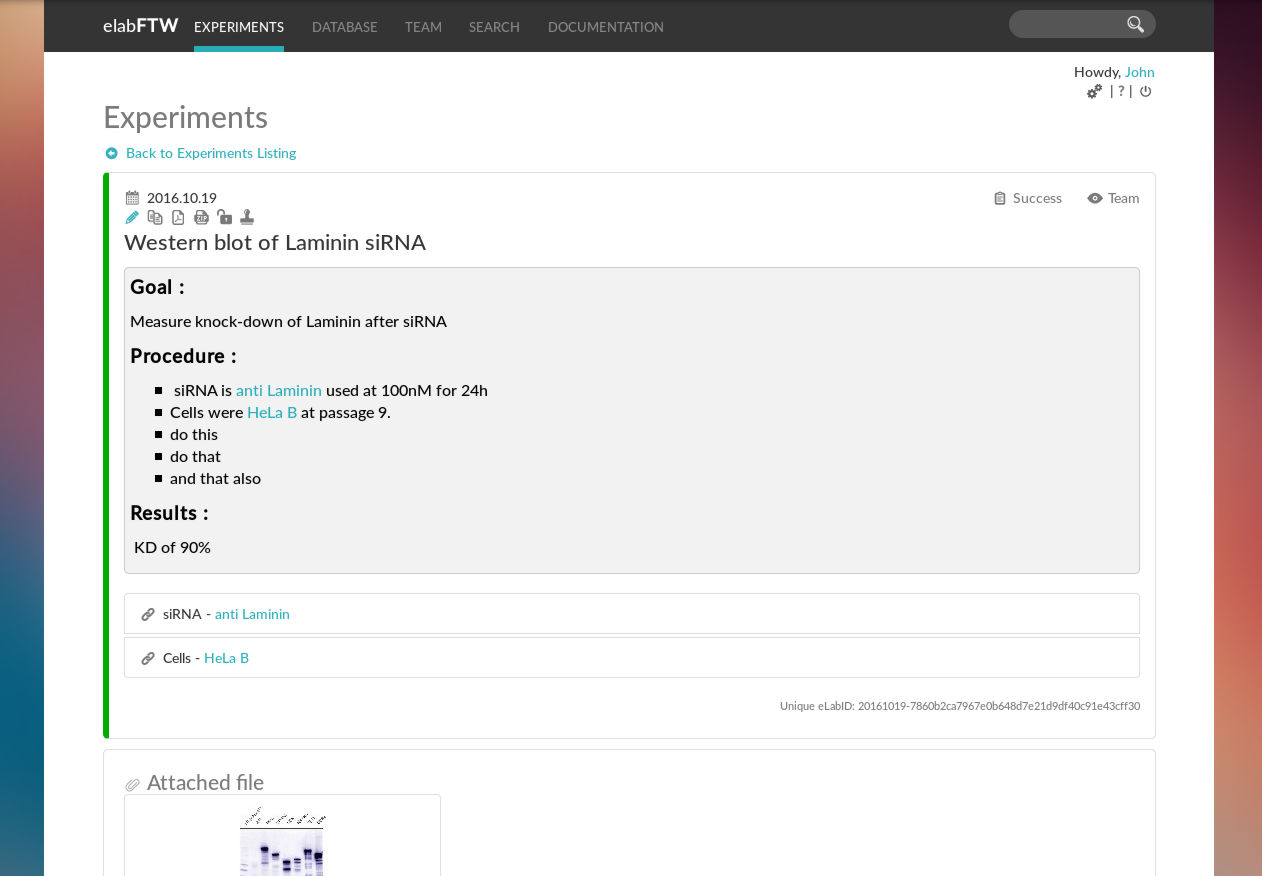 elabFTW EXPERIMENTS DATABASE TEAM SEARCH DOCUMENTATION
Howdy, John
| ? |
Experiments
Back to Experiments Listing
2016.10.19 Success Team
ZIP
Western blot of Laminin siRNA
Goal :
Measure knock-down of Laminin after siRNA
Procedure :
siRNA is anti Laminin used at 100nM for 24h
Cells were HeLa B at passage 9.
do this
do that
and that also
Results :
KD of 90%
siRNA - anti Laminin
Cells - HeLa B
Unique eLabID: 20161019-7860b2ca7967e0b648d7e21d9df40c91e43cff30
Attached file